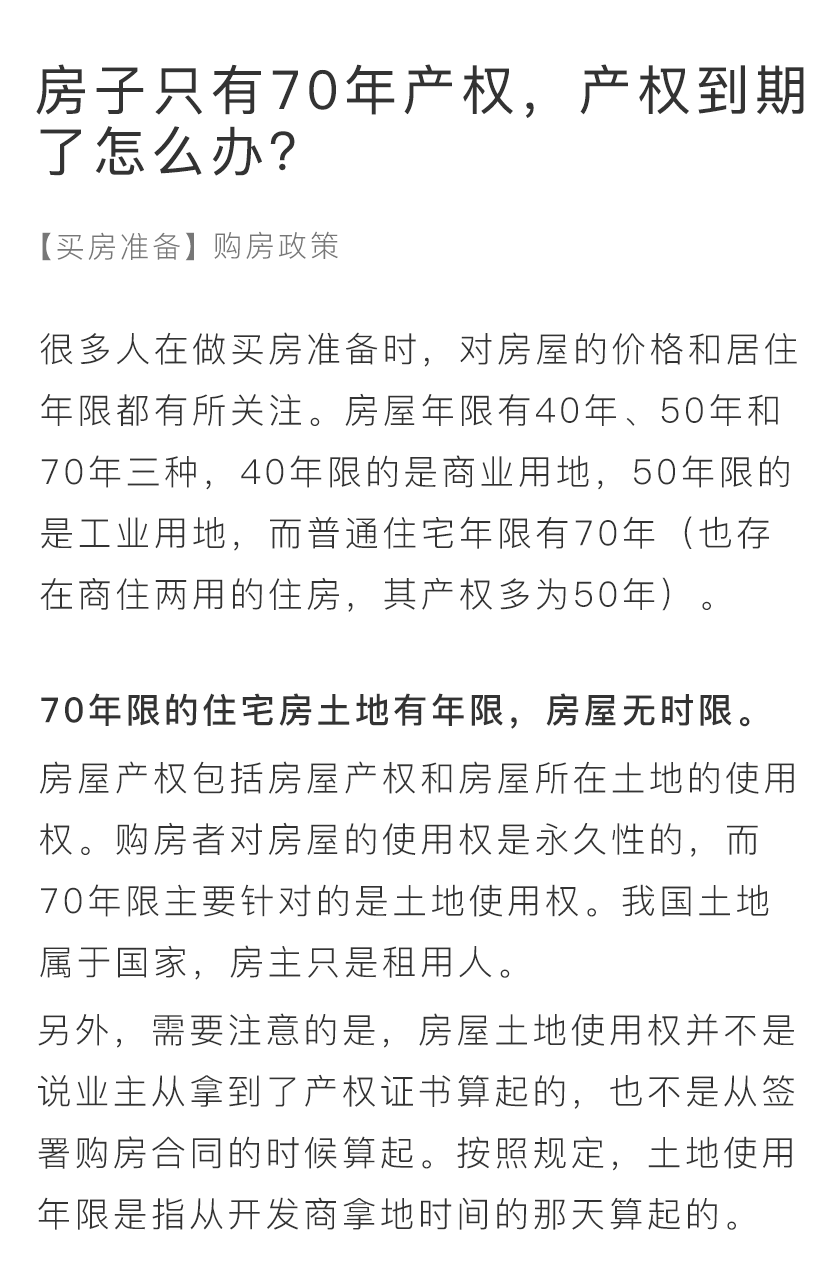 房子只有70年产权，产权到期
了怎么办？
【买房准备】购房政策
很多人在做买房准备时，对房屋的价格和居住
年限都有所关注。房屋年限有40年、50年和
70年三种，40年限的是商业用地，50年限的
是工业用地，而普通住宅年限有70年（也存
在商住两用的住房，其产权多为50年）。
70年限的住宅房土地有年限，房屋无时限。
房屋产权包括房屋产权和房屋所在土地的使用
权。购房者对房屋的使用权是永久性的，而
70年限主要针对的是土地使用权。我国土地
属于国家，房主只是租用人。
另外，需要注意的是，房屋土地使用权并不是
说业主从拿到了产权证书算起的，也不是从签
署购房合同的时候算起。按照规定，土地使用
年限是指从开发商拿地时间的那天算起的。